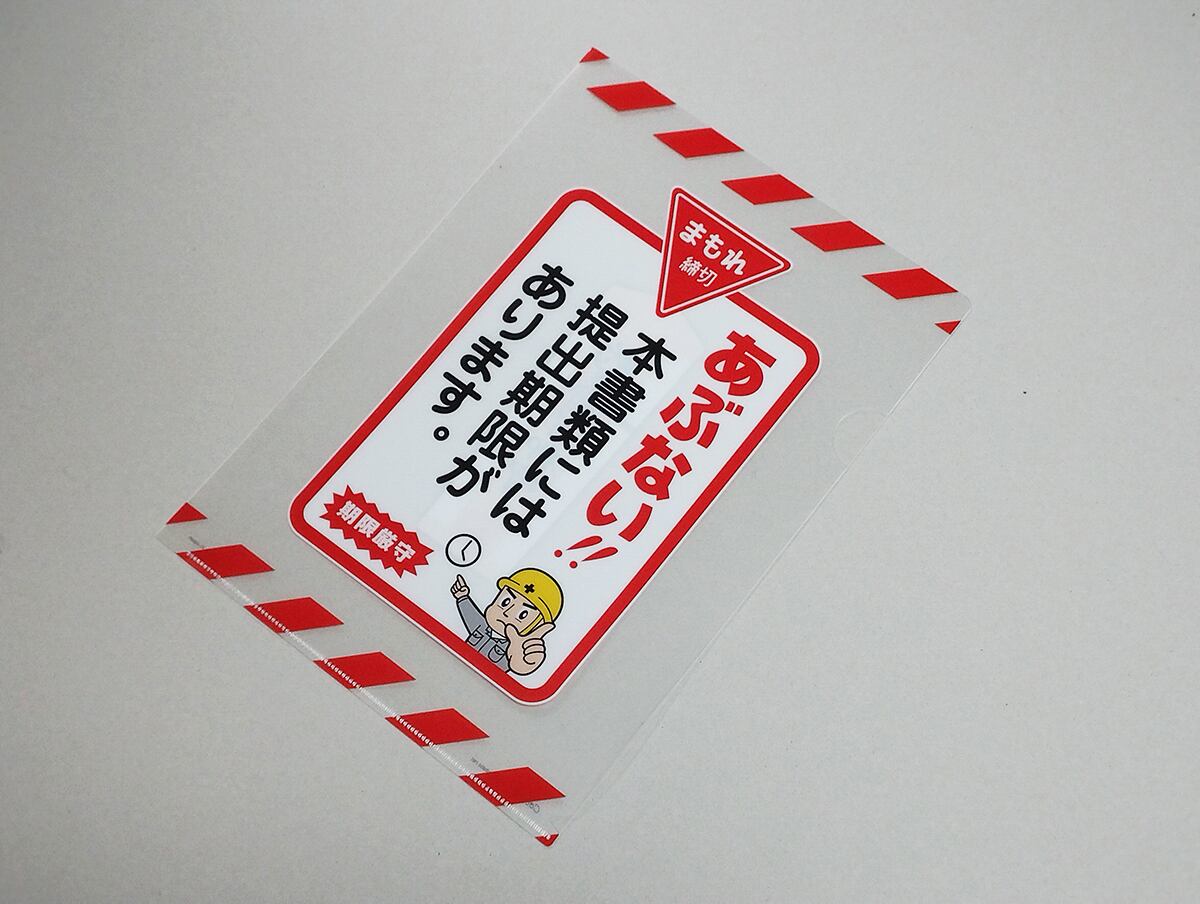 まもれ
締切
あぶない!!
本書類には
提出期限が
あります。
期限厳守